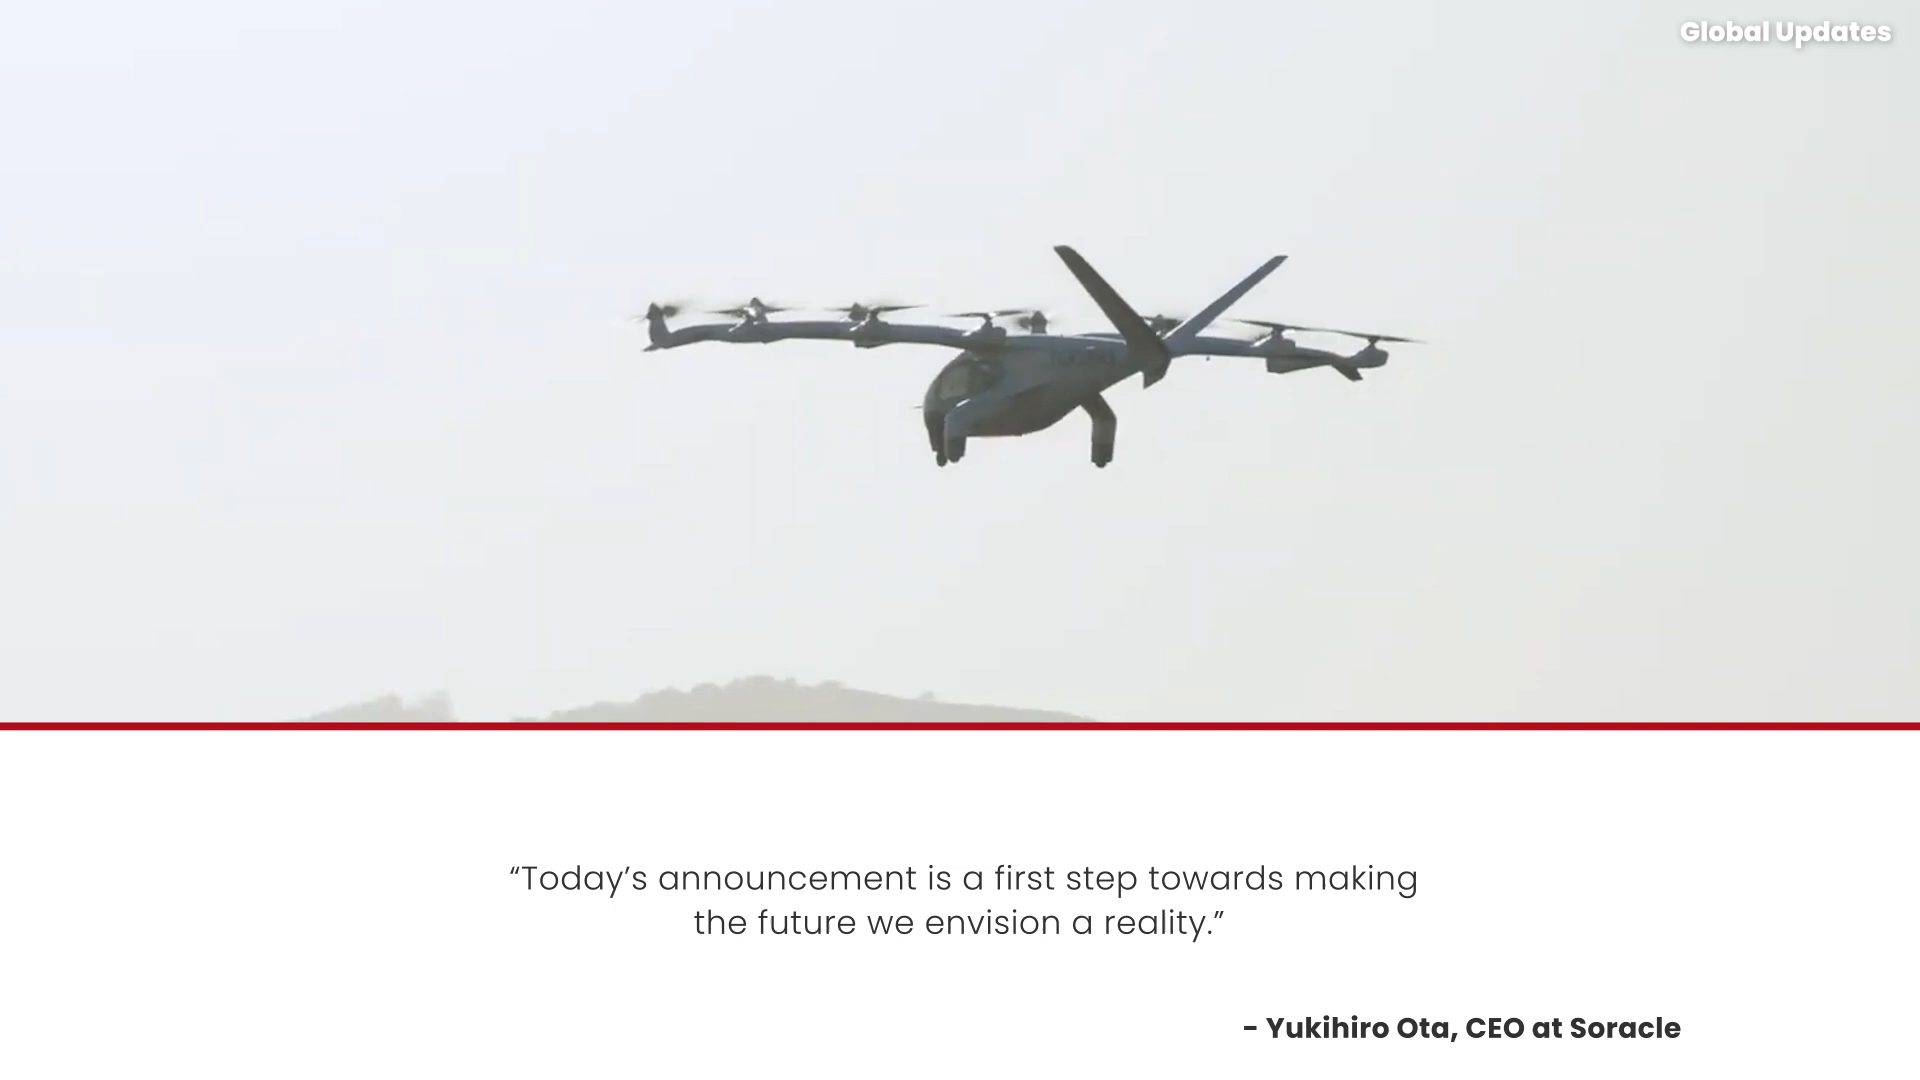 Global Updates
“Today’s announcement is a first step towards making
the future we envision a reality.”
– Yukihiro Ota, CEO at Soracle